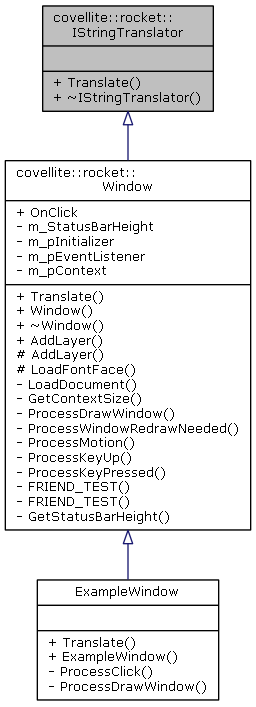 covellite::rocket::
IStringTranslator
+ Translate()
+ ~IStringTranslator()
covellite::rocket::
Window
+ OnClick
- m_StatusBarHeight
- m_pInitializer
- m_pEventListener
- m_pContext
+ Translate()
+ Window()
+ ~Window()
+ AddLayer()
# AddLayer()
# LoadFontFace()
- LoadDocument()
- GetContextSize()
- ProcessDrawWindow()
- ProcessWindowRedrawNeeded()
- ProcessMotion()
- ProcessKeyUp()
- ProcessKeyPressed()
- FRIEND_TEST()
- FRIEND_TEST()
- GetStatusBarHeight()
ExampleWindow
+ Translate()
+ ExampleWindow()
- ProcessClick()
- ProcessDrawWindow()